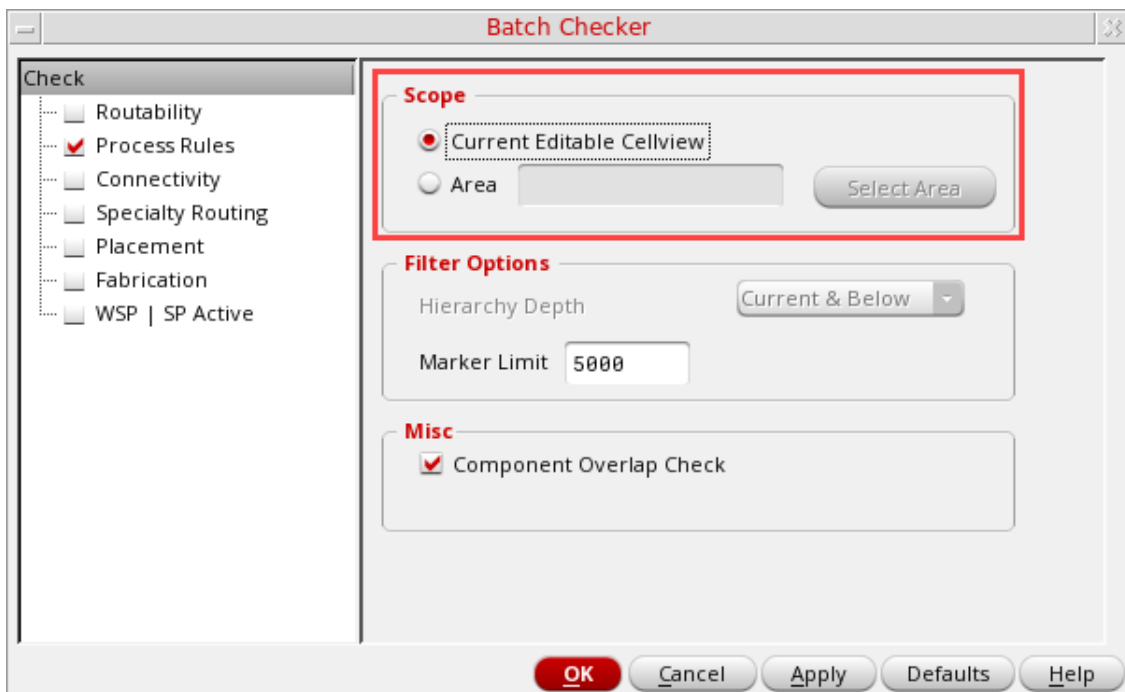 Batch Checker
Check
Routability
Process Rules
Connectivity
Specialty Routing
Placement
Fabrication
WSP | SP Active
Scope
Current Editable Cellview
Area
Select Area
Filter Options
Hierarchy Depth
Current & Below
Marker Limit
5000
Misc
Component Overlap Check
OK
Cancel
Apply
Defaults
Help